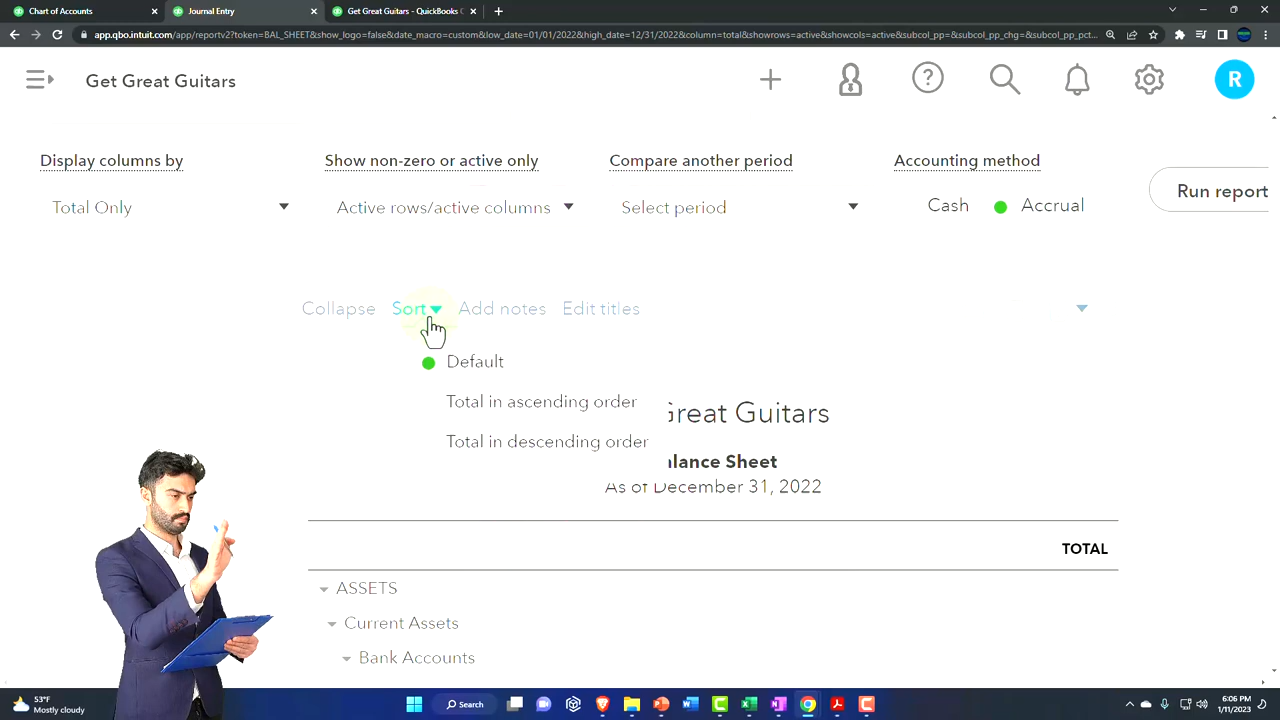 Chart of Accounts
Journal Entry
Get Great Guitars - QuickBooks
app.qbo.intuit.com/app/reportv2?token=BAL_SHEET&show_logo=false&date_macro=custom&low_date=01/01/2022&high_date=12/31/2022&column=total&showrows=active&showcols=active&subcol_pp=&subcol_pp_chg=&subcol_pp_pct...
Get Great Guitars
R
Display columns by
Show non-zero or active only
Compare another period
Accounting method
Total Only
Active rows/active columns
Select period
Cash
Accrual
Run report
Collapse
Sort
Add notes
Edit titles
Default
Total in ascending order
Total in descending order
Great Guitars
alance Sheet
As of December 31, 2022
TOTAL
ASSETS
Current Assets
Bank Accounts
53°F
Mostly cloudy
Search
6:06 PM
1/11/2023